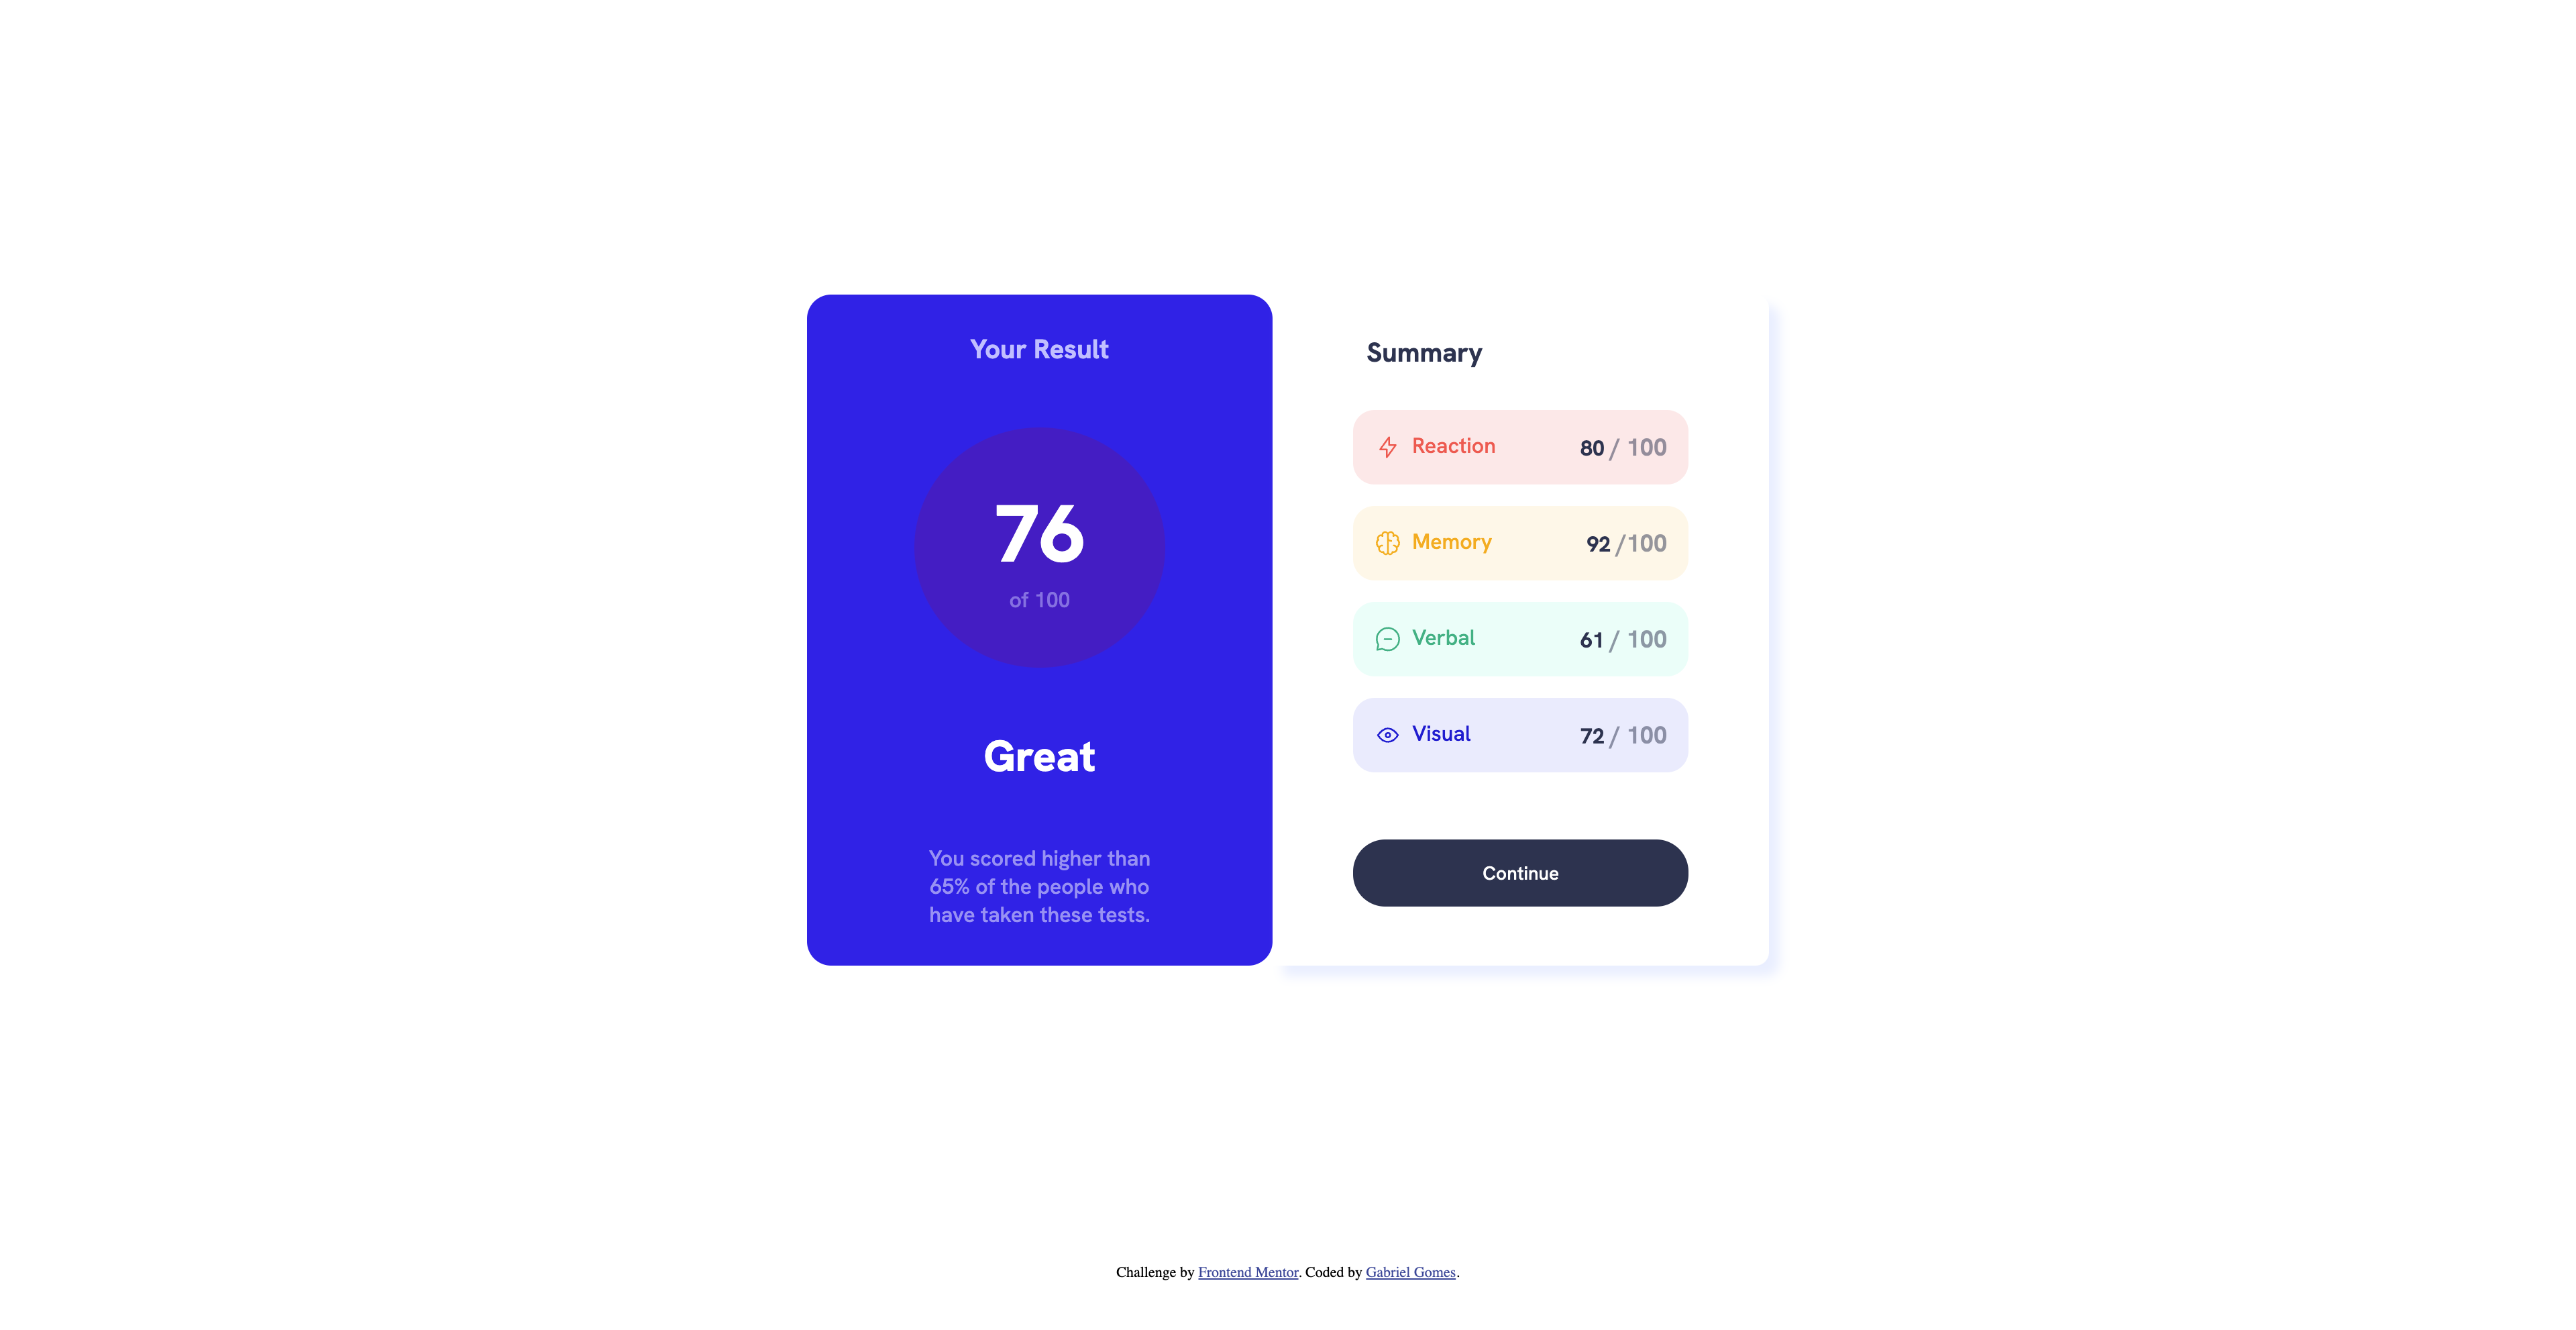 Your Result
76
of 100
Great
You scored higher than
65% of the people who
have taken these tests.
Summary
Reaction 80 / 100
Memory 92 /100
Verbal 61 / 100
Visual 72 / 100
Continue
Challenge by Frontend Mentor. Coded by Gabriel Gomes.